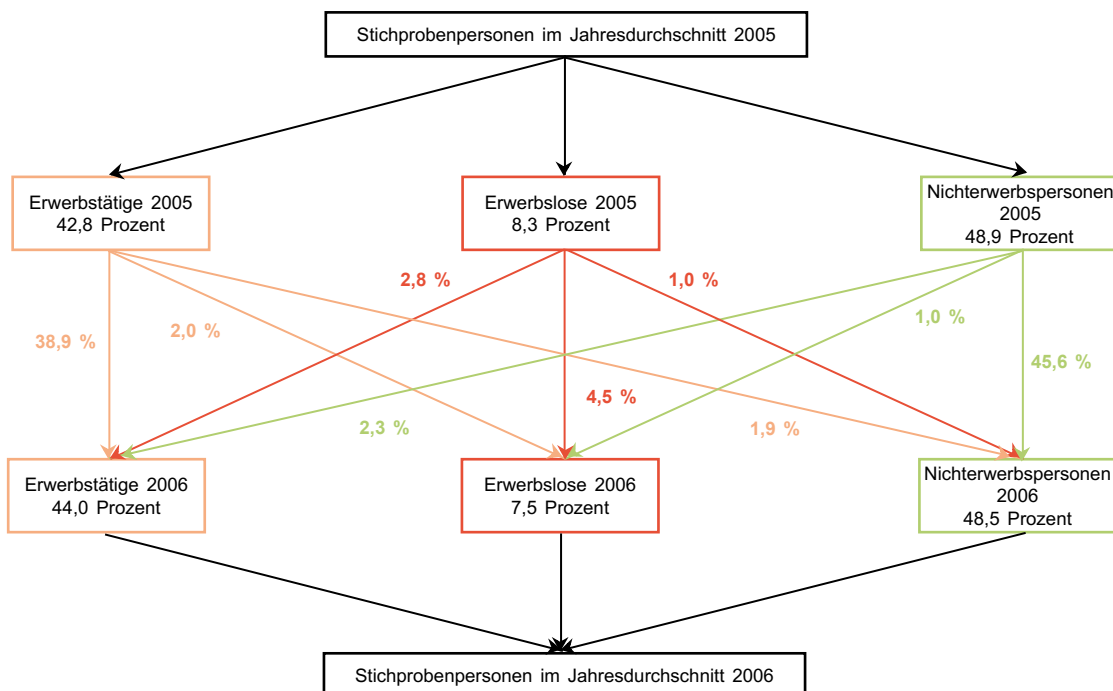 Stichprobenpersonen im Jahresdurchschnitt 2005
Erwerbstätige 2005
42,8 Prozent
Erwerbslose 2005
8,3 Prozent
Nichterwerbspersonen
2005
48,9 Prozent
2,8 %
1,0 %
38,9 %
2,0 %
1,0 %
45,6 %
4,5 %
2,3 %
1,9 %
Erwerbstätige 2006
44,0 Prozent
Erwerbslose 2006
7,5 Prozent
Nichterwerbspersonen
2006
48,5 Prozent
Stichprobenpersonen im Jahresdurchschnitt 2006